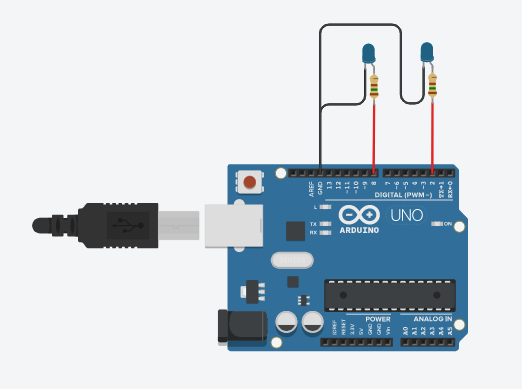 AREF
GND
13
12
~11
~10
~9
8
7
~6
~5
4
~3
2
TX→1
RX←0
DIGITAL (PWM~)
L
TX
RX
UNO
ARDUINO
ON
IOREF
RESET
3.3V
5V
GND
GND
Vin
POWER
ANALOG IN
A0
A1
A2
A3
A4
A5